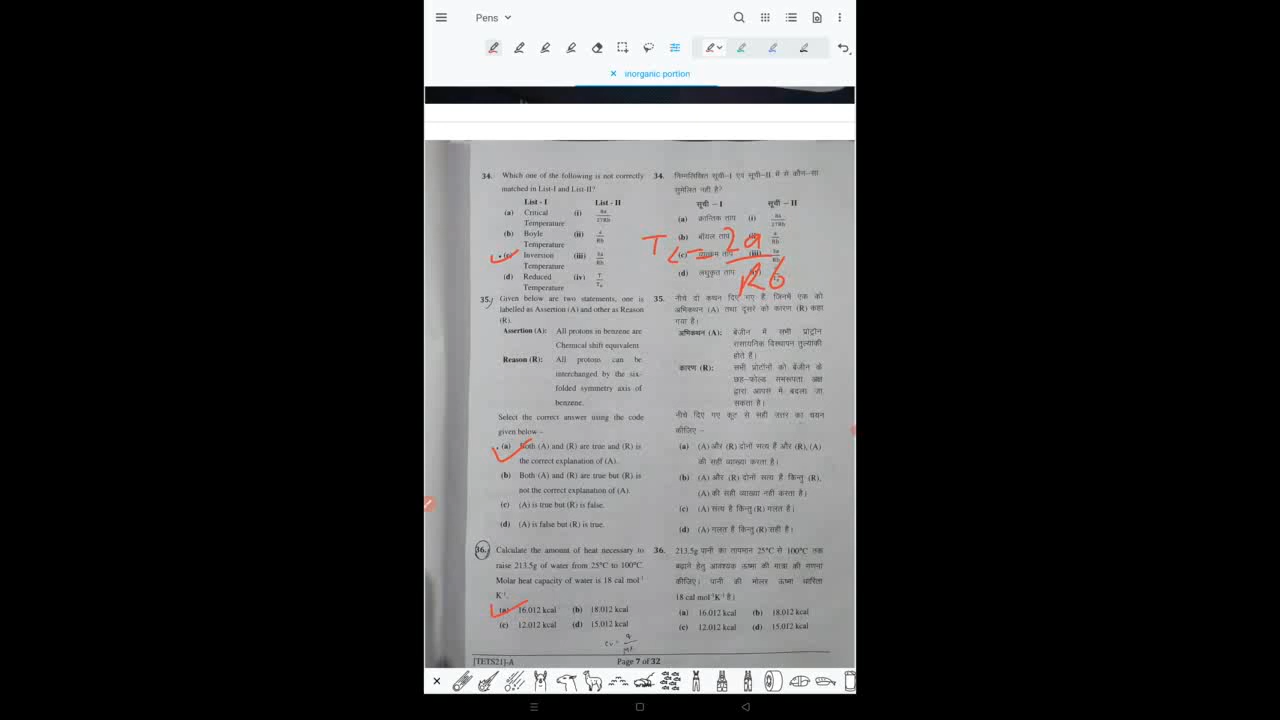 Pens
inorganic portion
34. Which one of the following is not correctly
matched in List-I and List-II?
List - I List - II
(a) Critical (i) 8a/27Rb
Temperature
(b) Boyle (ii) a/Rb
Temperature
(c) Inversion (iii)
Temperature
(d) Reduced (iv)
Temperature
35. Given below are two statements, one is
labelled as Assertion (A) and other as Reason
(R).
Assertion (A): All protons in benzene are
Chemical shift equivalent
Reason (R): All protons can be
interchanged by the six-
folded symmetry axis of
benzene.
Select the correct answer using the code
given below –
(a) Both (A) and (R) are true and (R) is
the correct explanation of (A).
(b) Both (A) and (R) are true but (R) is
not the correct explanation of (A).
(c) (A) is true but (R) is false.
(d) (A) is false but (R) is true.
36. Calculate the amount of heat necessary to
raise 213.5g of water from 25°C to 100°C.
Molar heat capacity of water is 18 cal mol⁻¹
K⁻¹.
(a) 16.012 kcal (b) 18.012 kcal
(c) 12.012 kcal (d) 15.012 kcal
34. निम्नलिखित सूची-I एवं सूची-II में से कौन-सा
सुमेलित नहीं है?
सूची – I सूची – II
(a) क्रान्तिक ताप (i) 8a/27Rb
(b) बॉयल ताप a/Rb
(c) ताप (iii)
(d) ताप
= 2a/Rb
35. नीचे दो कथन दिए गए हैं, जिनमें एक को
अभिकथन (A) तथा दूसरे को कारण (R) कहा
गया है।
अभिकथन (A): बेंजीन में सभी प्रोट्रॉन
रासायनिक विस्थापन तुल्यांकी
होते हैं।
कारण (R): सभी प्रोटॉनों को बेंजीन के
छह-फोल्ड समरूपता अक्ष
द्वारा आपस में बदला जा
सकता है।
नीचे दिए गए कूट से सही उत्तर का चयन
कीजिए –
(a) (A) और (R) दोनों सत्य हैं और (R), (A)
की सही व्याख्या करता है।
(b) (A) और (R) दोनों सत्य हैं किन्तु (R),
(A) की सही व्याख्या नहीं करता है।
(c) (A) सत्य है किन्तु (R) गलत है।
(d) (A) गलत है किन्तु (R) सही है।
36. 213.5g पानी का तापमान 25°C से 100°C तक
बढ़ाने हेतु आवश्यक ऊष्मा की मात्रा की गणना
कीजिए। पानी की मोलर ऊष्मा धारिता
18 cal mol⁻¹K⁻¹ है।
(a) 16.012 kcal (b) 18.012 kcal
(c) 12.012 kcal (d) 15.012 kcal
[TETS21]-A Page 7 of 32